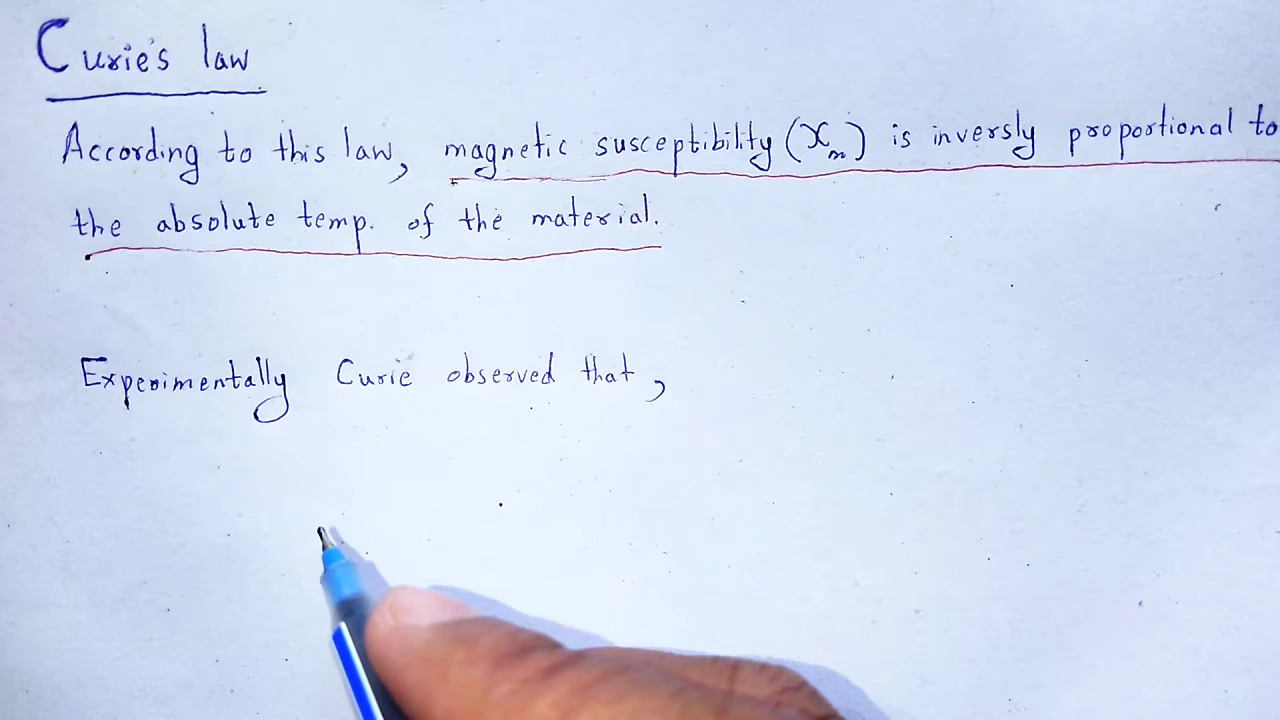 Curie's law
According to this law, magnetic susceptibility (χₘ) is inversly proportional to
the absolute temp. of the material.
Experimentally Curie observed that,